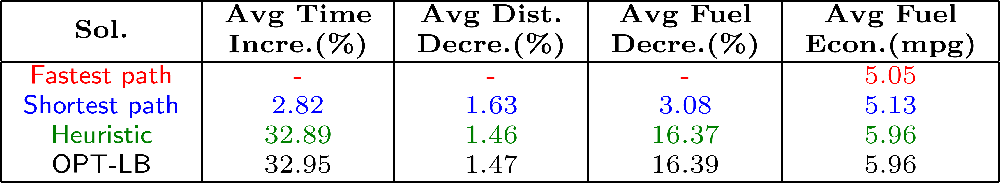 Sol. Avg Time Incre.(%) Avg Dist. Decre.(%) Avg Fuel Decre.(%) Avg Fuel Econ.(mpg)
Fastest path - - - 5.05
Shortest path 2.82 1.63 3.08 5.13
Heuristic 32.89 1.46 16.37 5.96
OPT-LB 32.95 1.47 16.39 5.96